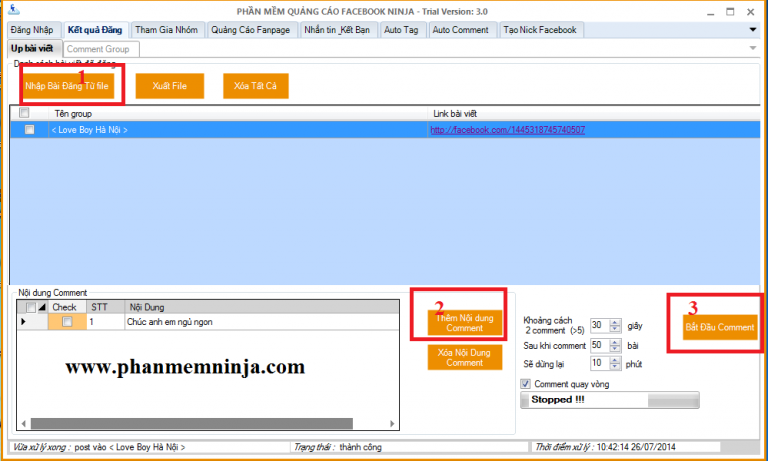 PHẦN MỀM QUẢNG CÁO FACEBOOK NINJA - Trial Version: 3.0
Đăng Nhập Kết quả Đăng Tham Gia Nhóm Quảng Cáo Fanpage Nhắn tin _Kết Bạn Auto Tag Auto Comment Tạo Nick Facebook
Up bài viết Comment Group
Danh sách bài viết đã đăng
1
Nhập Bài Đăng Từ file Xuất File Xóa Tất Cả
Tên group Link bài viết
< Love Boy Hà Nội > http://facebook.com/1445318745740507
Nội dung Comment
Check STT Nội Dung
1 Chúc anh em ngủ ngon
www.phanmemninja.com
2
Thêm Nội dung
Comment
Xóa Nội Dung
Comment
Khoảng cách
2 comment (>5) 30 giây
Sau khi comment 50 bài
Sẽ dừng lại 10 phút
Comment quay vòng
Stopped !!!
3
Bắt Đầu Comment
Vừa xử lý xong : post vào < Love Boy Hà Nội > Trạng thái : thành công Thời điểm xử lý : 10:42:14 26/07/2014